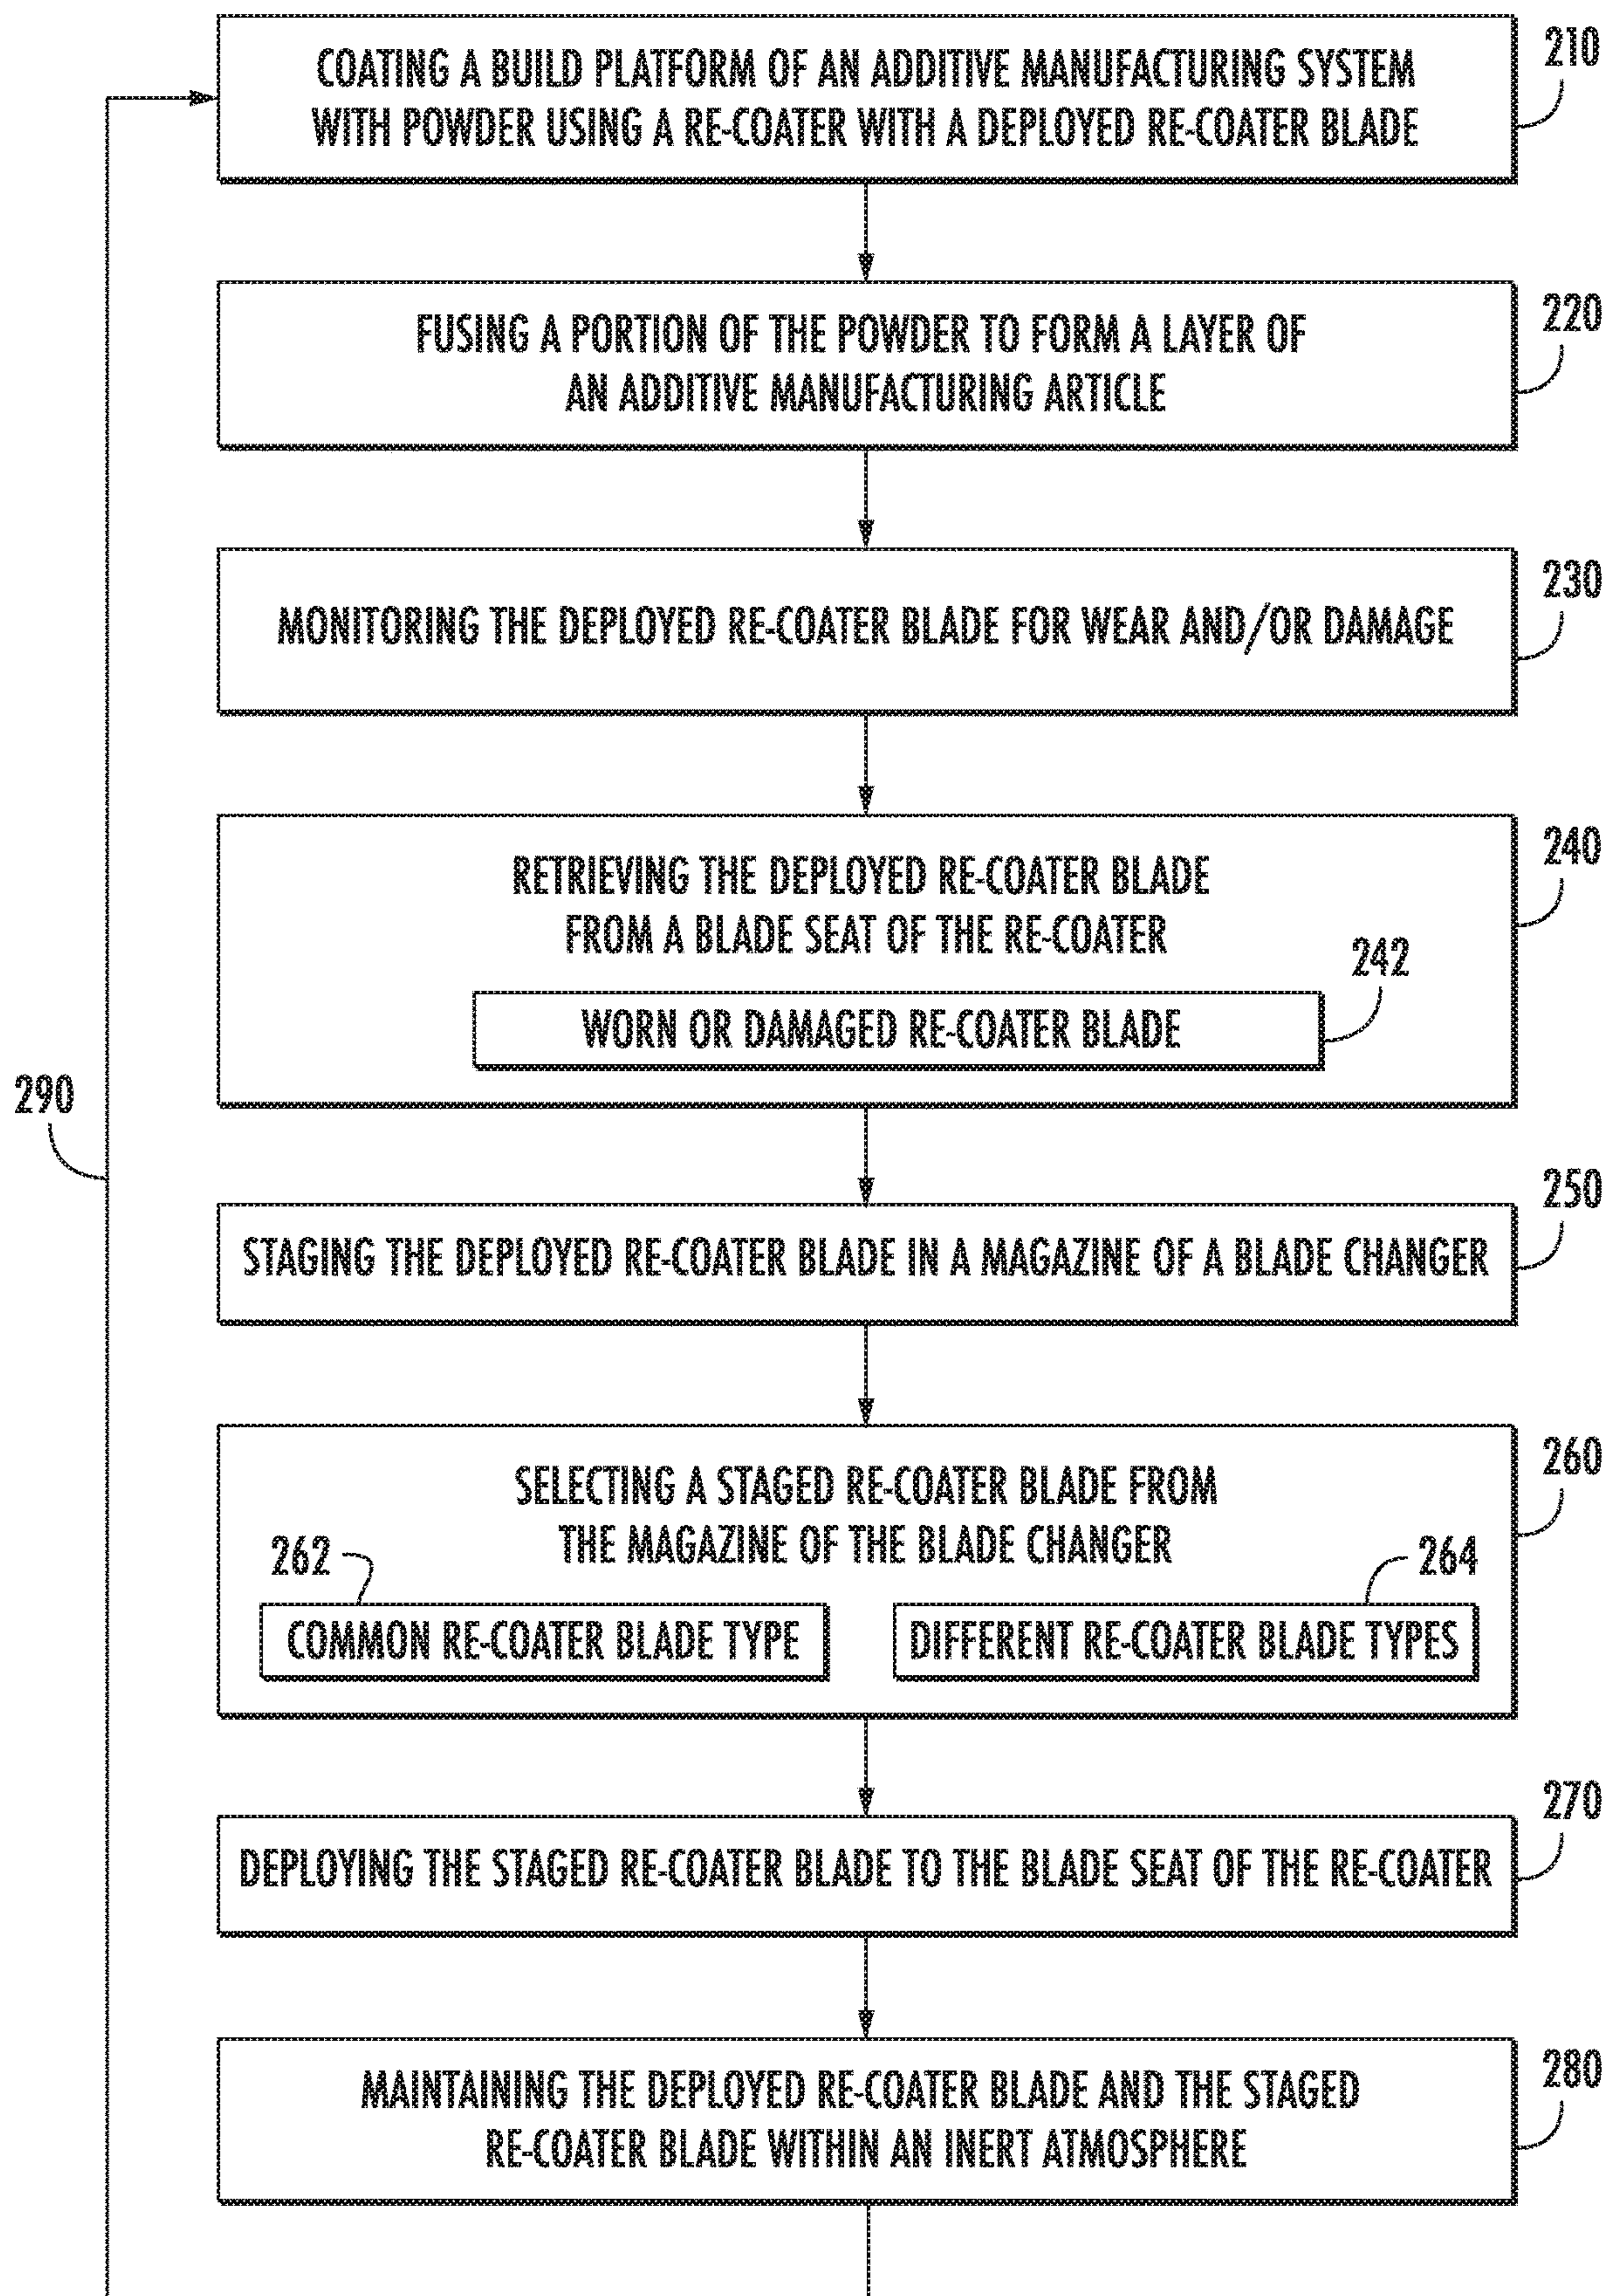 COATING A BUILD PLATFORM OF AN ADDITIVE MANUFACTURING SYSTEM
WITH POWDER USING A RE-COATER WITH A DEPLOYED RE-COATER BLADE
210
FUSING A PORTION OF THE POWDER TO FORM A LAYER OF
AN ADDITIVE MANUFACTURING ARTICLE
220
MONITORING THE DEPLOYED RE-COATER BLADE FOR WEAR AND/OR DAMAGE
230
RETRIEVING THE DEPLOYED RE-COATER BLADE
FROM A BLADE SEAT OF THE RE-COATER
240
242
WORN OR DAMAGED RE-COATER BLADE
290
STAGING THE DEPLOYED RE-COATER BLADE IN A MAGAZINE OF A BLADE CHANGER
250
SELECTING A STAGED RE-COATER BLADE FROM
THE MAGAZINE OF THE BLADE CHANGER
260
262
264
COMMON RE-COATER BLADE TYPE
DIFFERENT RE-COATER BLADE TYPES
DEPLOYING THE STAGED RE-COATER BLADE TO THE BLADE SEAT OF THE RE-COATER
270
MAINTAINING THE DEPLOYED RE-COATER BLADE AND THE STAGED
RE-COATER BLADE WITHIN AN INERT ATMOSPHERE
280